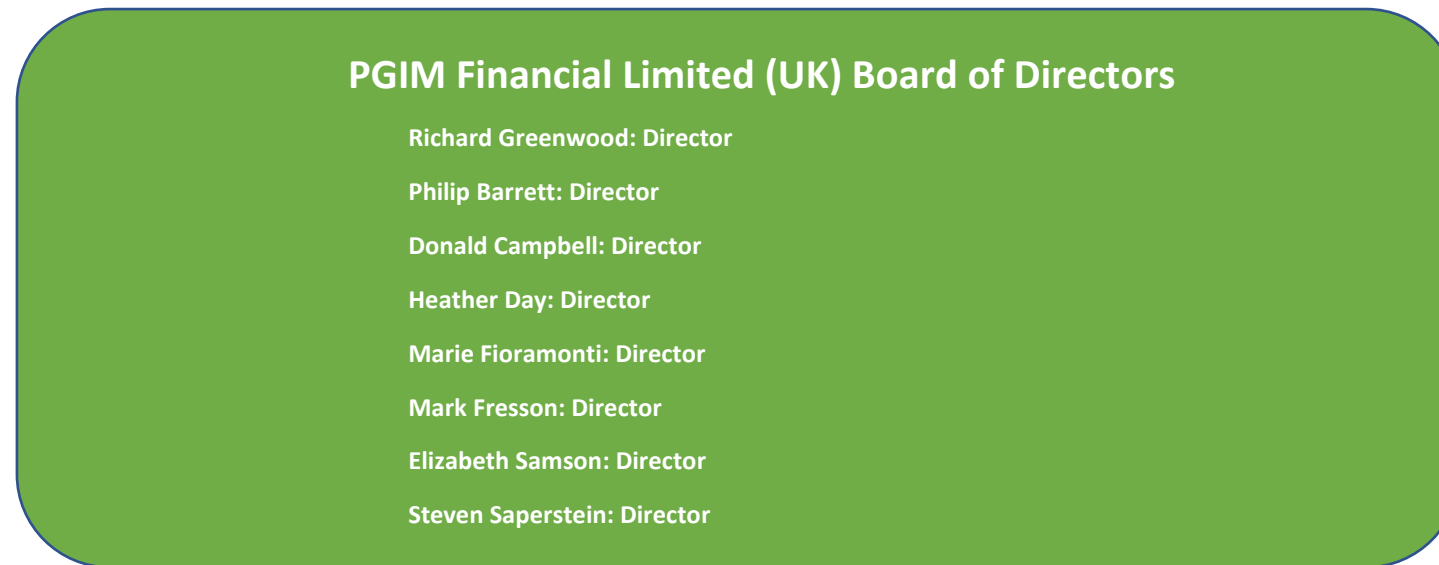 PGIM Financial Limited (UK) Board of Directors
Richard Greenwood: Director
Philip Barrett: Director
Donald Campbell: Director
Heather Day: Director
Marie Fioramonti: Director
Mark Fresson: Director
Elizabeth Samson: Director
Steven Saperstein: Director